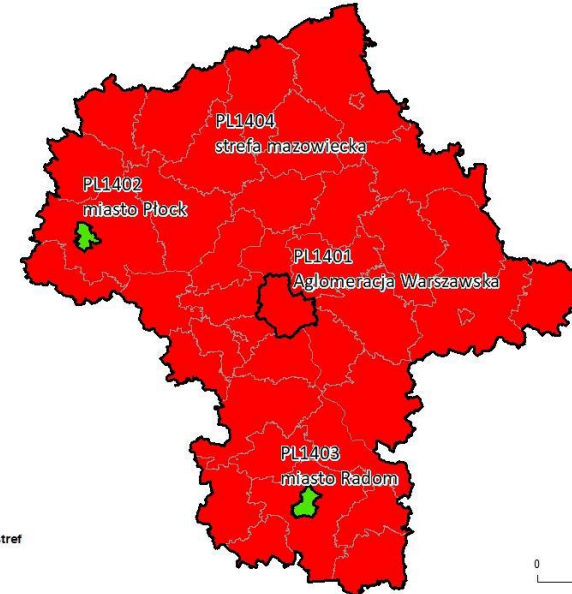 PL1404
strefa mazowiecka
PL1402
miasto Płock
PL1401
Aglomeracja Warszawska
PL1403
miasto Radom
tref
0